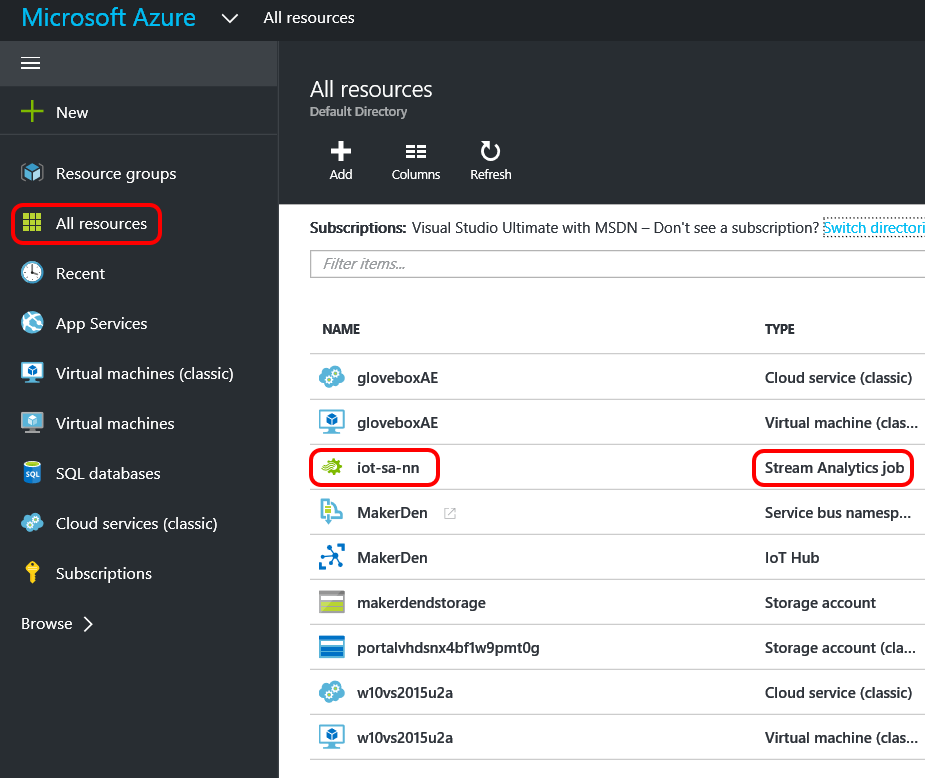 Microsoft Azure All resources
New
Resource groups
All resources
Recent
App Services
Virtual machines (classic)
Virtual machines
SQL
SQL databases
Cloud services (classic)
Subscriptions
Browse
All resources
Default Directory
Add Columns Refresh
Subscriptions: Visual Studio Ultimate with MSDN – Don't see a subscription? Switch directori
Filter items...
NAME TYPE
gloveboxAE Cloud service (classic)
gloveboxAE Virtual machine (clas...
iot-sa-nn Stream Analytics job
MakerDen Service bus namesp...
MakerDen IoT Hub
makerdendstorage Storage account
portalvhdsnx4bf1w9pmt0g Storage account (cla...
w10vs2015u2a Cloud service (classic)
w10vs2015u2a Virtual machine (clas...